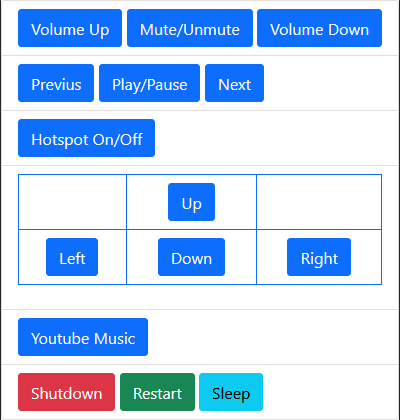 Volume Up Mute/Unmute Volume Down
Previus Play/Pause Next
Hotspot On/Off
Up
Left Down Right
Youtube Music
Shutdown Restart Sleep